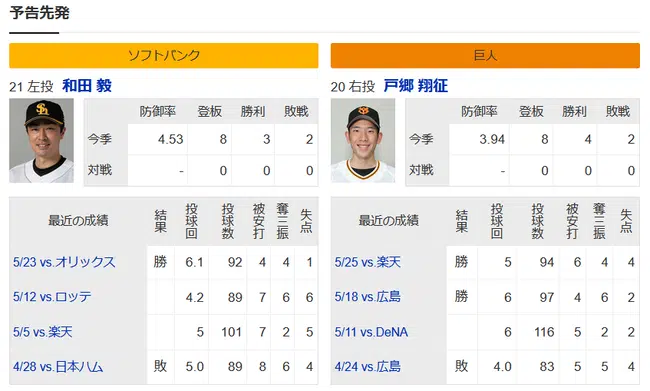 予告先発
ソフトバンク
21 左投 和田 毅
防御率 登板 勝利 敗戦
今季 4.53 8 3 2
対戦 - 0 0 0
最近の成績 結果 投球回 投球数 被安打 奪三振 失点
5/23 vs.オリックス 勝 6.1 92 4 4 1
5/12 vs.ロッテ 4.2 89 7 6 6
5/5 vs.楽天 5 101 7 2 5
4/28 vs.日本ハム 敗 5.0 89 8 6 4
巨人
20 右投 戸郷 翔征
防御率 登板 勝利 敗戦
今季 3.94 8 4 2
対戦 - 0 0 0
最近の成績 結果 投球回 投球数 被安打 奪三振 失点
5/25 vs.楽天 勝 5 94 6 4 4
5/18 vs.広島 勝 6 97 4 6 2
5/11 vs.DeNA 6 116 5 2 2
4/24 vs.広島 敗 4.0 83 5 5 4